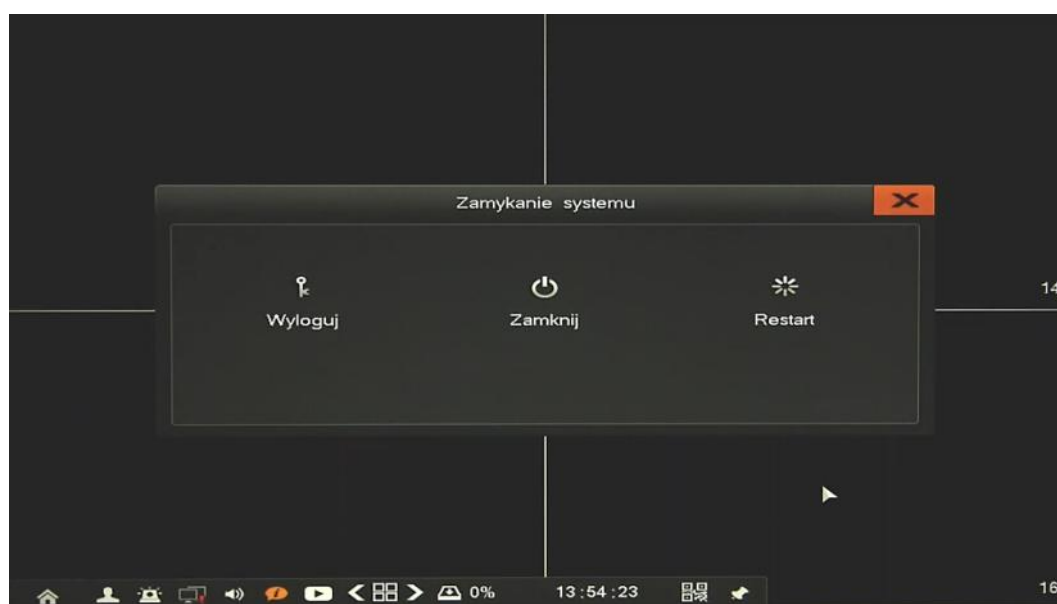 Zamykanie systemu
Wyloguj
Zamknij
Restart
14
0%
13:54:23
16